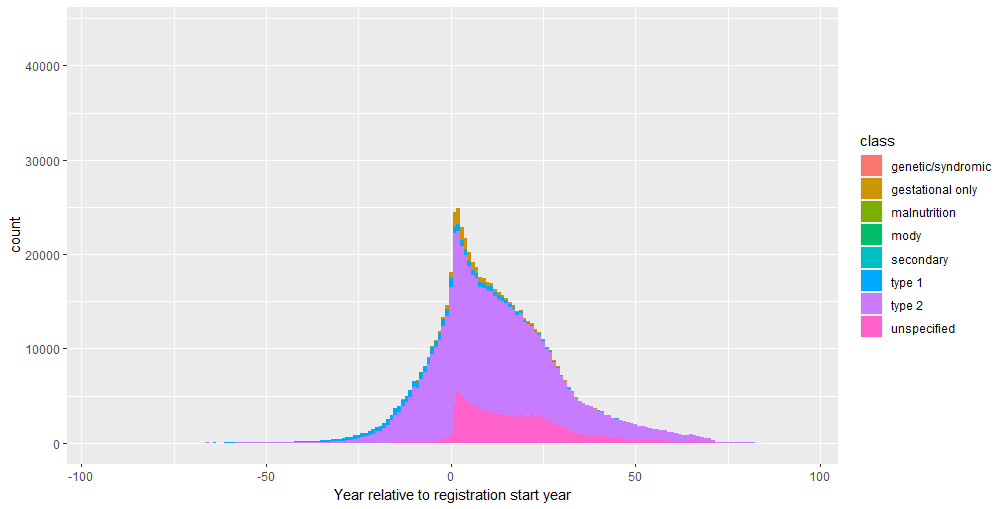 count
40000
30000
20000
10000
0
-100
-50
0
50
100
Year relative to registration start year
class
genetic/syndromic
gestational only
malnutrition
mody
secondary
type 1
type 2
unspecified